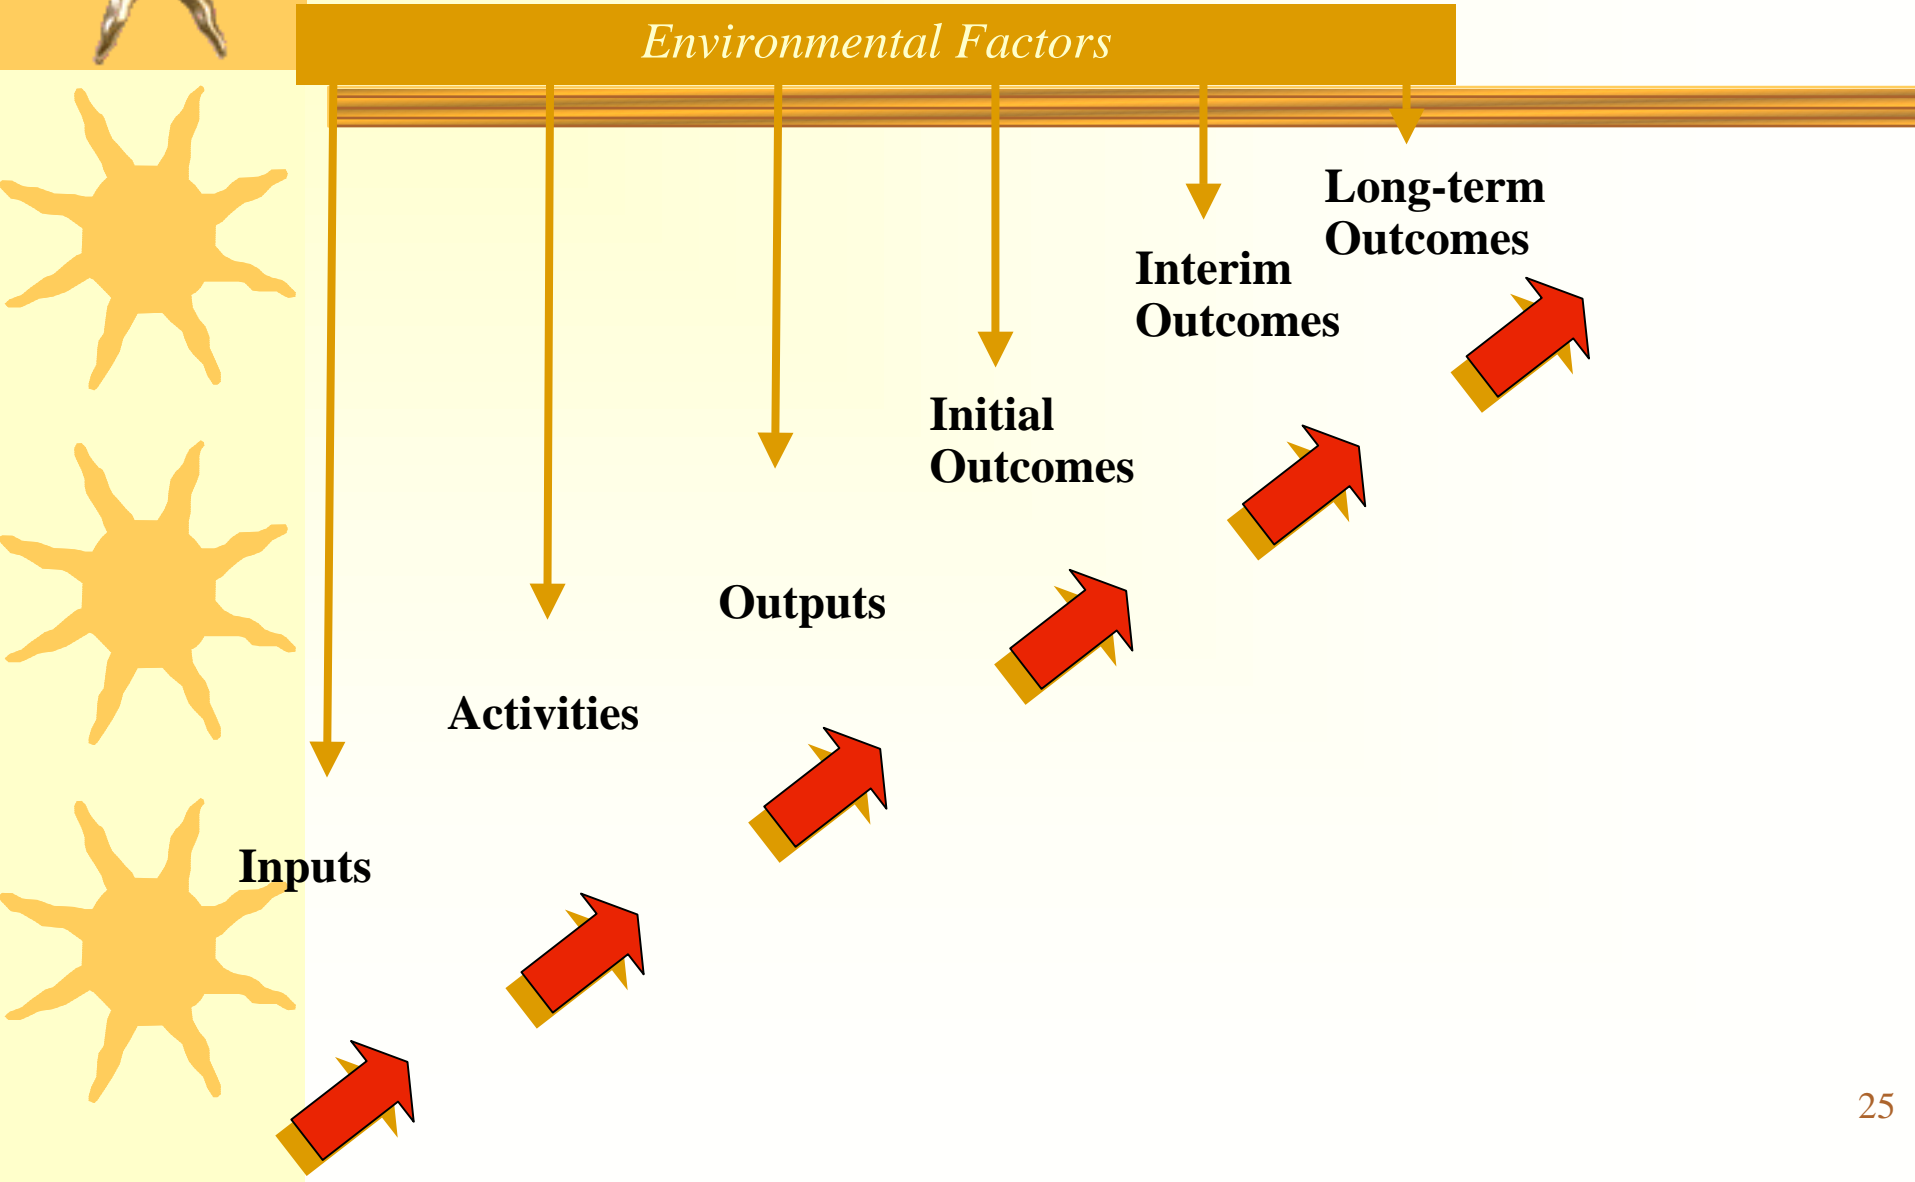 Environmental Factors
Long-term
Outcomes
Interim
Outcomes
Initial
Outcomes
Outputs
Activities
Inputs
25